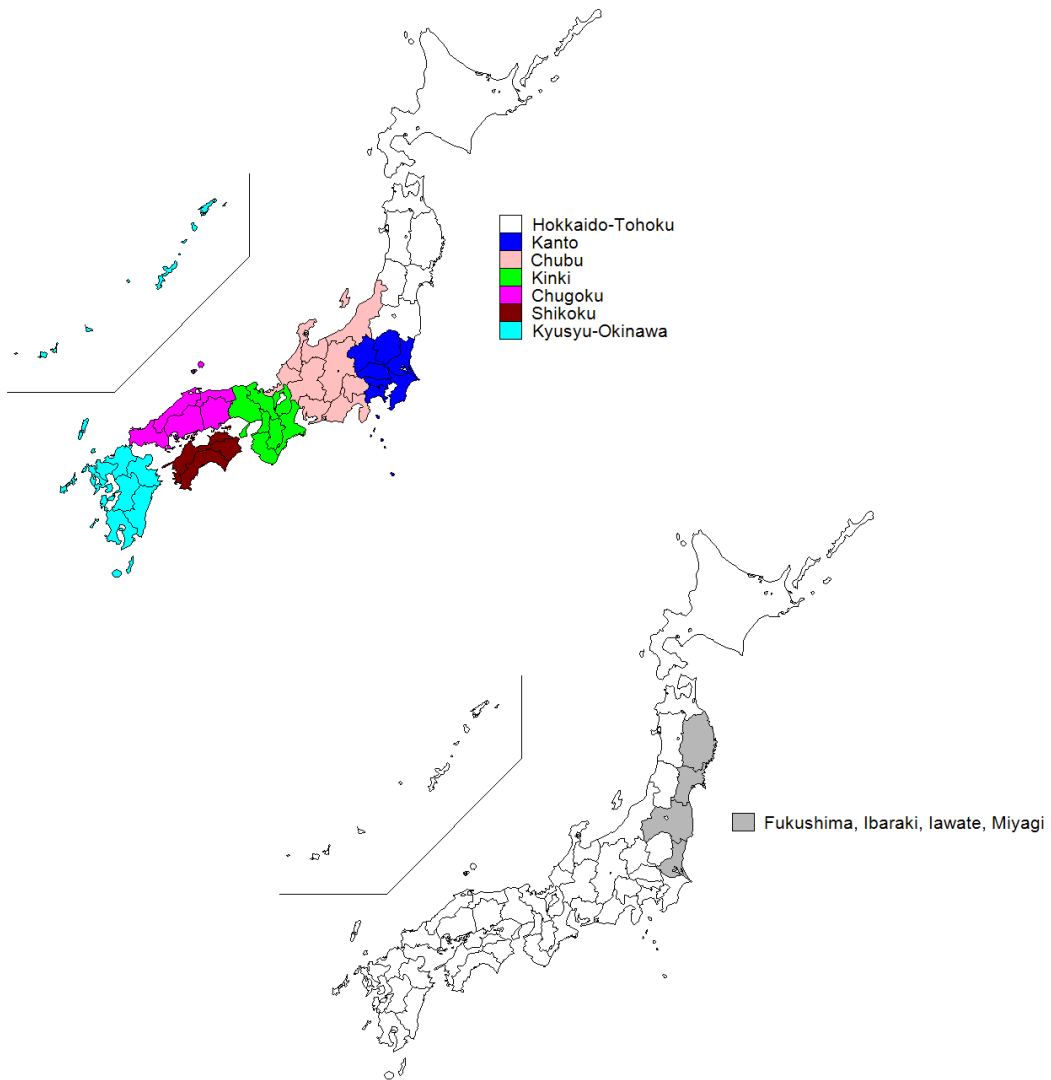 Hokkaido-Tohoku
Kanto
Chubu
Kinki
Chugoku
Shikoku
Kyusyu-Okinawa
Fukushima, Ibaraki, Iawate, Miyagi